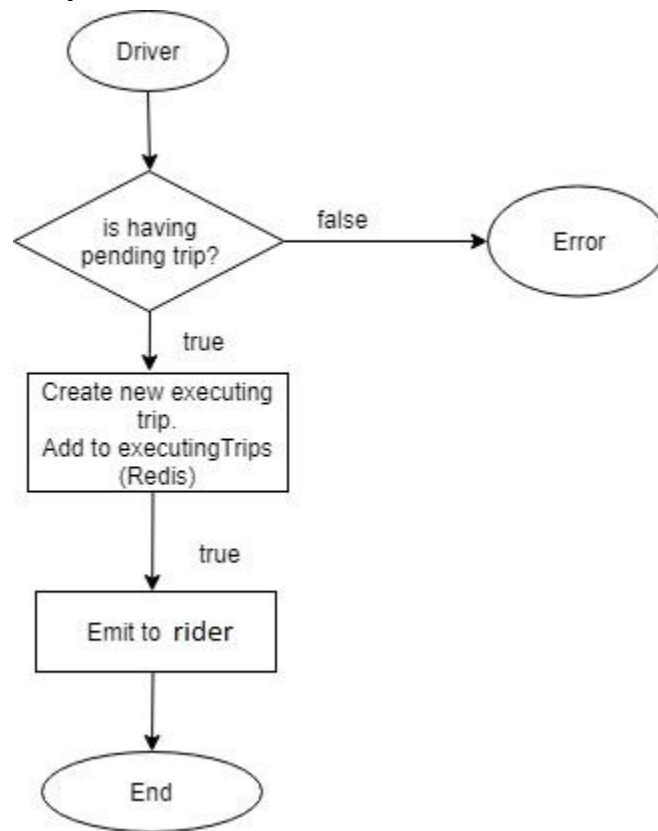 Driver
is having
pending trip?
false
Error
true
Create new executing
trip.
Add to executingTrips
(Redis)
true
Emit to rider
End